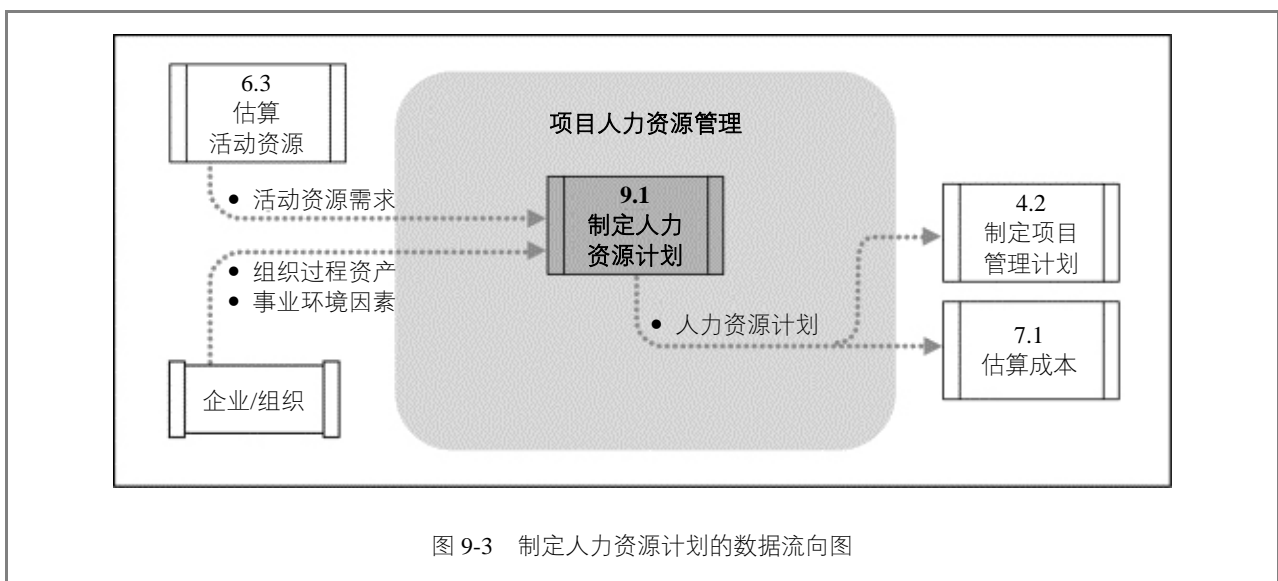 6.3
估算
活动资源
项目人力资源管理
活动资源需求
9.1
制定人力
资源计划
4.2
制定项目
管理计划
组织过程资产
事业环境因素
人力资源计划
7.1
估算成本
企业/组织
图 9-3 制定人力资源计划的数据流向图